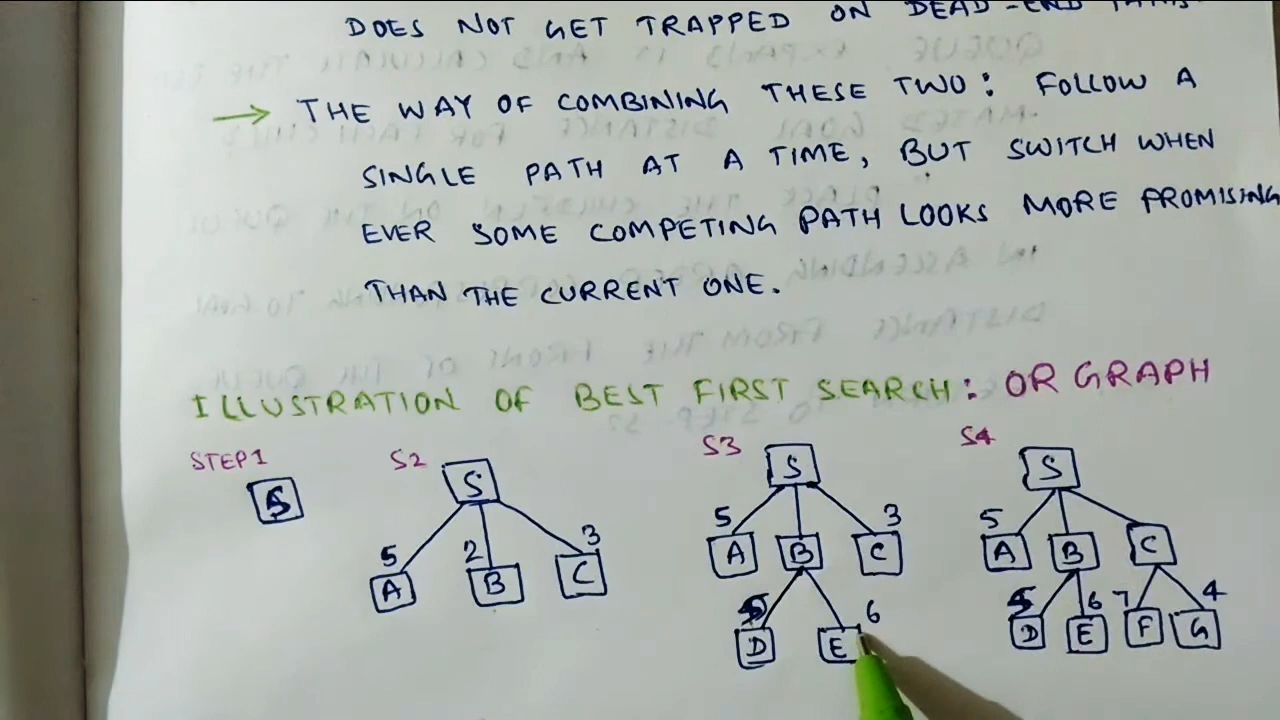 DOES NOT GET TRAPPED ON DEAD-END PATHS
→ THE WAY OF COMBINING THESE TWO: FOLLOW A
SINGLE PATH AT A TIME, BUT SWITCH WHEN
EVER SOME COMPETING PATH LOOKS MORE PROMISING
THAN THE CURRENT ONE.
ILLUSTRATION OF BEST FIRST SEARCH: OR GRAPH
STEP1 S2 S3 S4
S S S S
5 2 3 5 3 5
A B C A B C A B C
6 6 7 4
D E D E F G